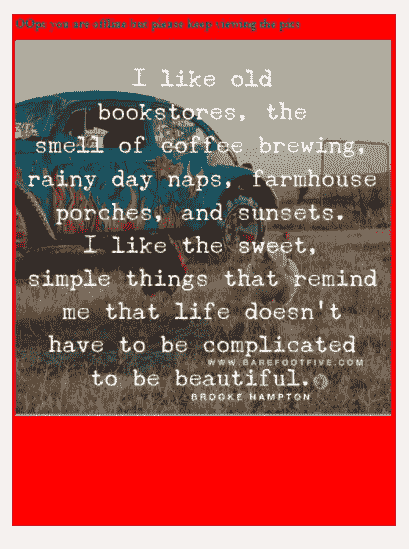 I like old
bookstores, the
smell of coffee brewing,
rainy day naps, farmhouse
porches, and sunsets.
I like the sweet,
simple things that remind
me that life doesn't
have to be complicated
WWW.BAREFOOTFIVE.COM
to be beautiful.
BROOKE HAMPTON